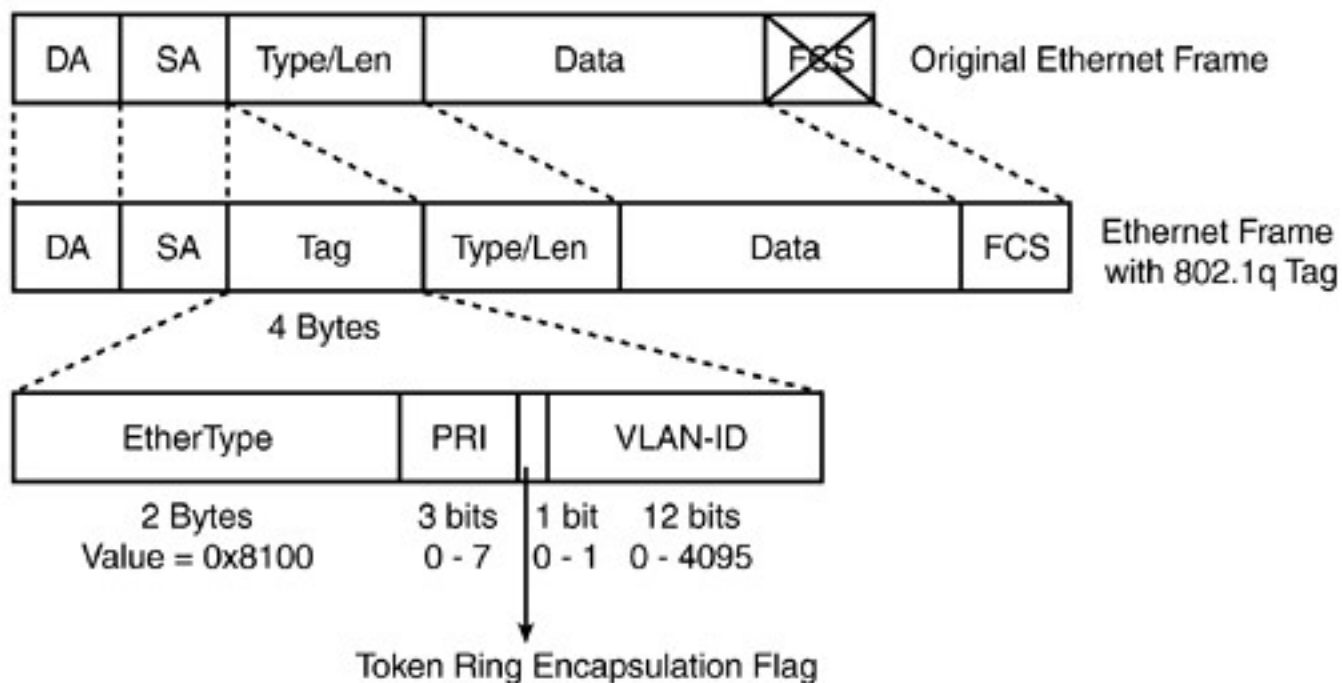 DA SA Type/Len Data FCS Original Ethernet Frame
DA SA Tag Type/Len Data FCS Ethernet Frame
with 802.1q Tag
4 Bytes
EtherType PRI VLAN-ID
2 Bytes 3 bits 1 bit 12 bits
Value = 0x8100 0 - 7 0 - 1 0 - 4095
Token Ring Encapsulation Flag